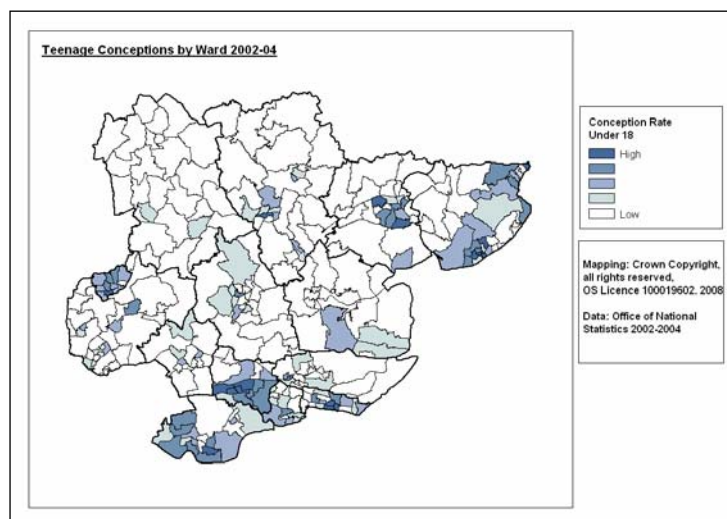 Teenage Conceptions by Ward 2002-04
Conception Rate
Under 18
High
Low
Mapping: Crown Copyright,
all rights reserved,
OS Licence 100019602. 2008
Data: Office of National
Statistics 2002-2004